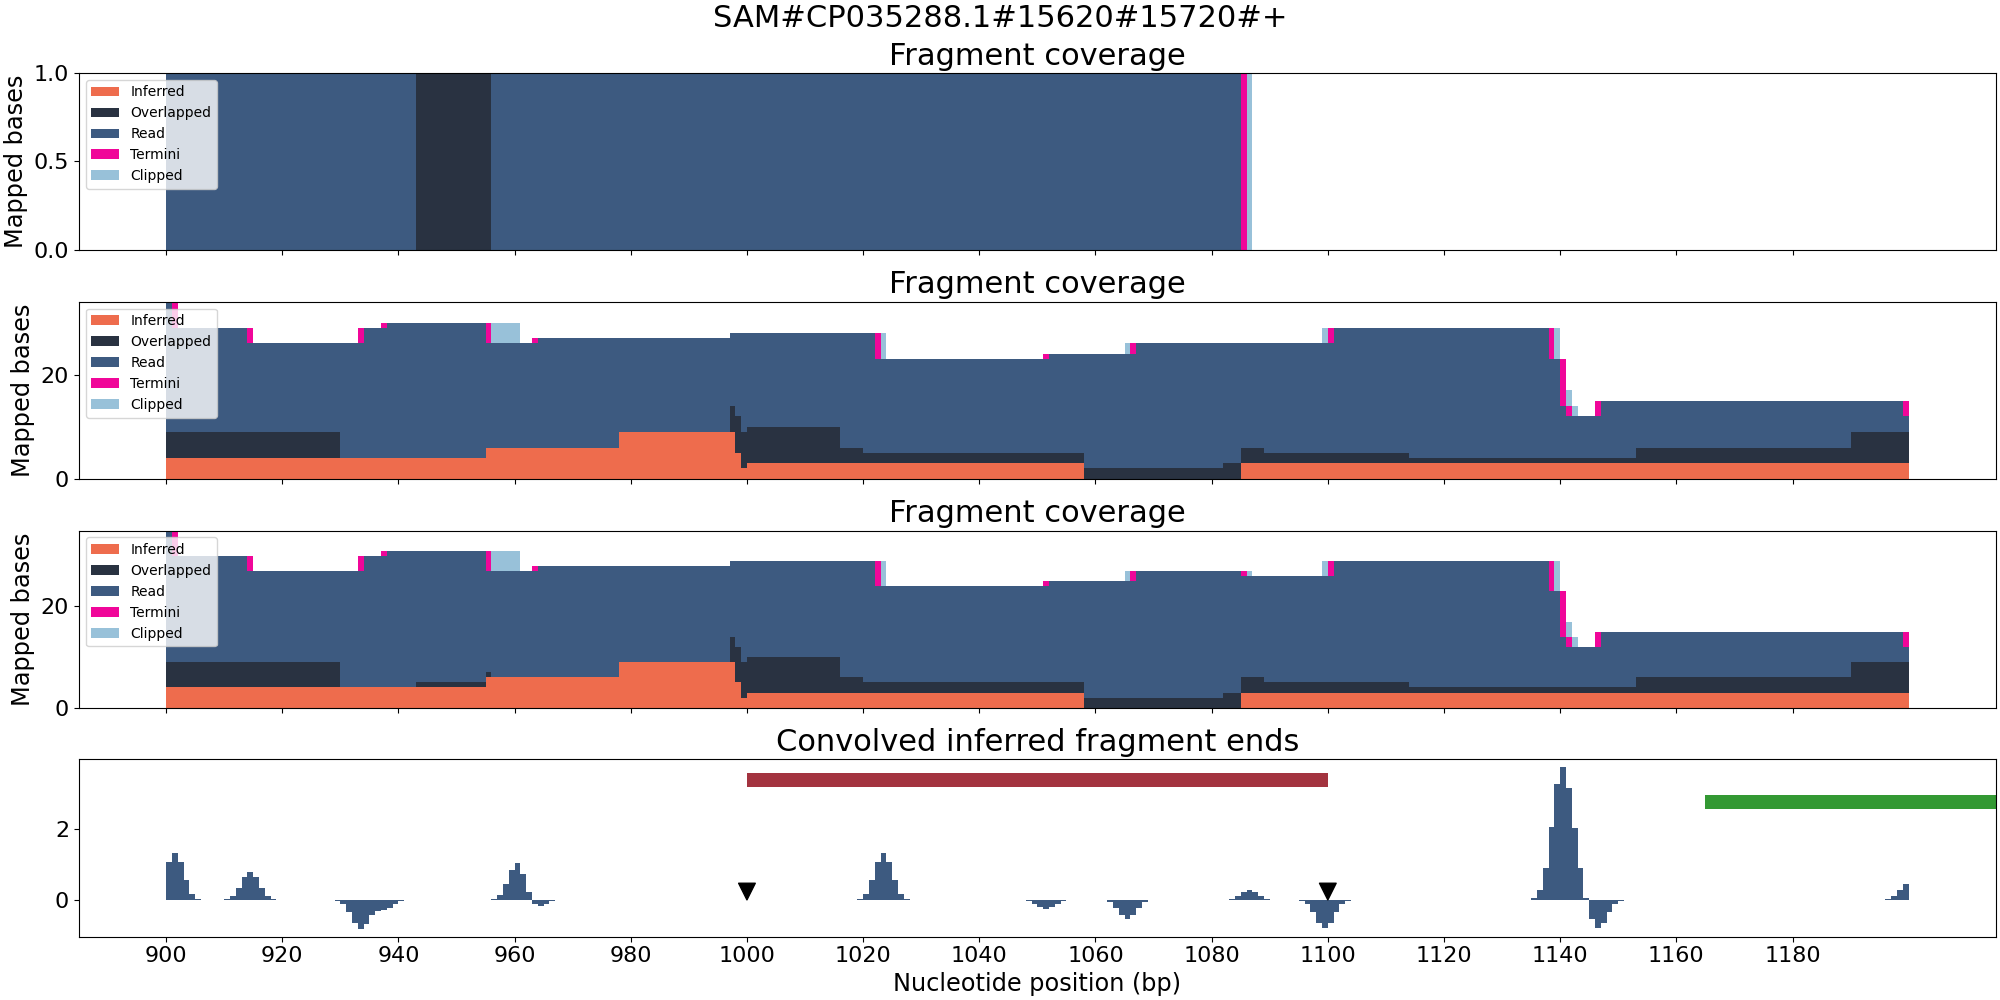 SAM#CP035288.1#15620#15720#+
Fragment coverage
Mapped bases
1.0
0.5
0.0
Inferred
Overlapped
Read
Termini
Clipped
Fragment coverage
Mapped bases
20
0
Inferred
Overlapped
Read
Termini
Clipped
Fragment coverage
Mapped bases
20
0
Inferred
Overlapped
Read
Termini
Clipped
Convolved inferred fragment ends
2
0
900 920 940 960 980 1000 1020 1040 1060 1080 1100 1120 1140 1160 1180
Nucleotide position (bp)